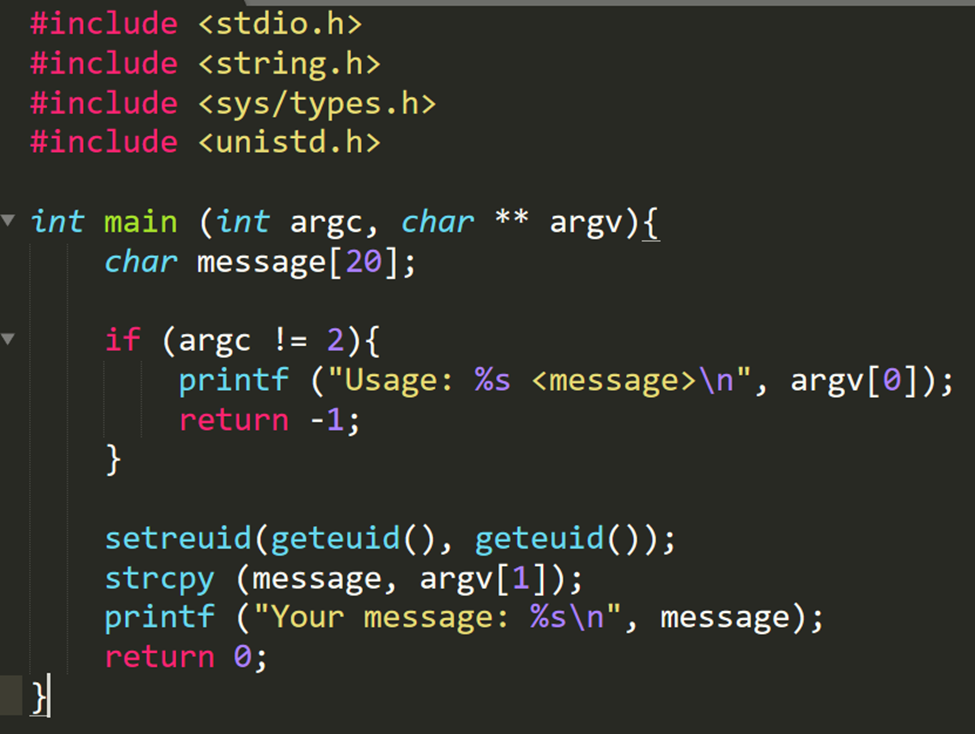 #include <stdio.h>
#include <string.h>
#include <sys/types.h>
#include <unistd.h>
int main (int argc, char ** argv){
char message[20];
if (argc != 2){
printf ("Usage: %s <message>\n", argv[0]);
return -1;
}
setreuid(geteuid(), geteuid());
strcpy (message, argv[1]);
printf ("Your message: %s\n", message);
return 0;
}